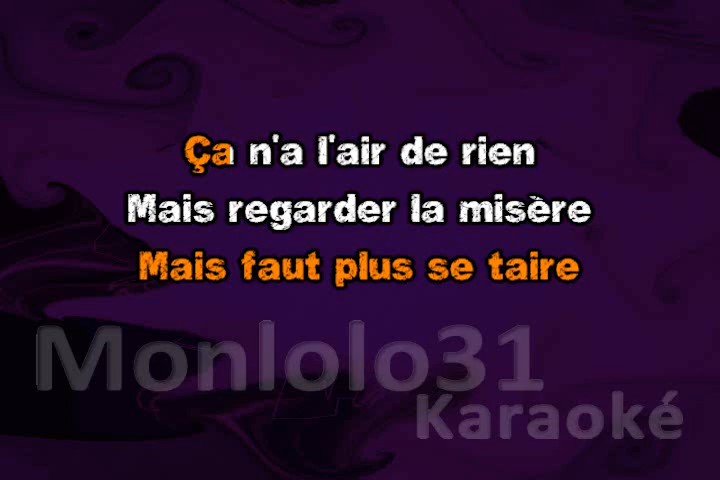 Ça n'a l'air de rien
Mais regarder la misère
Mais faut plus se taire
Monlolo31
Karaoké